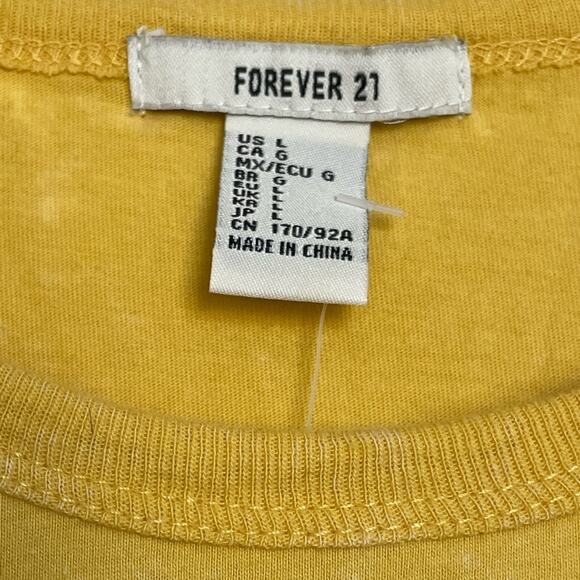 FOREVER 21
US L
CA G
MX/ECU G
BR G
EU L
UK L
KR L
JP L
CN 170/92A
MADE IN CHINA